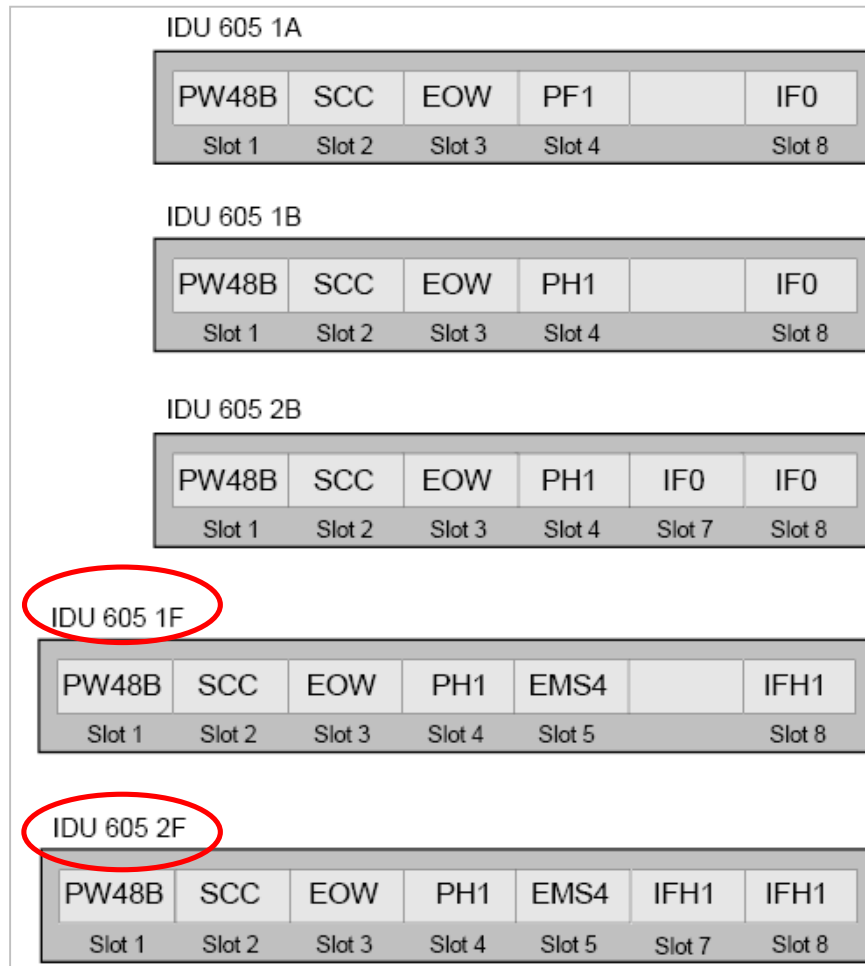 IDU 605 1A
PW48B SCC EOW PF1 IF0
Slot 1 Slot 2 Slot 3 Slot 4 Slot 8
IDU 605 1B
PW48B SCC EOW PH1 IF0
Slot 1 Slot 2 Slot 3 Slot 4 Slot 8
IDU 605 2B
PW48B SCC EOW PH1 IF0 IF0
Slot 1 Slot 2 Slot 3 Slot 4 Slot 7 Slot 8
IDU 605 1F
PW48B SCC EOW PH1 EMS4 IFH1
Slot 1 Slot 2 Slot 3 Slot 4 Slot 5 Slot 8
IDU 605 2F
PW48B SCC EOW PH1 EMS4 IFH1 IFH1
Slot 1 Slot 2 Slot 3 Slot 4 Slot 5 Slot 7 Slot 8